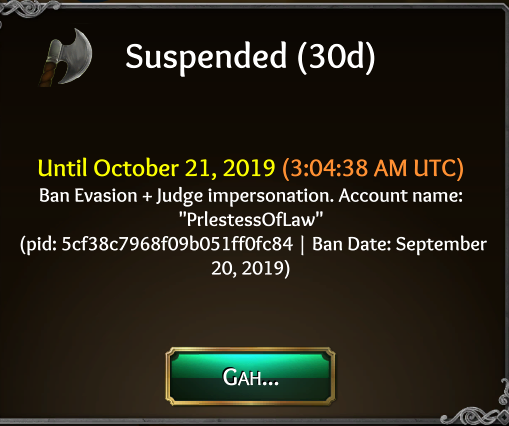 Suspended (30d)
Until October 21, 2019 (3:04:38 AM UTC)
Ban Evasion + Judge impersonation. Account name:
"PrlestessOfLaw"
(pid: 5cf38c7968f09b051ff0fc84 | Ban Date: September
20, 2019)
Gah...